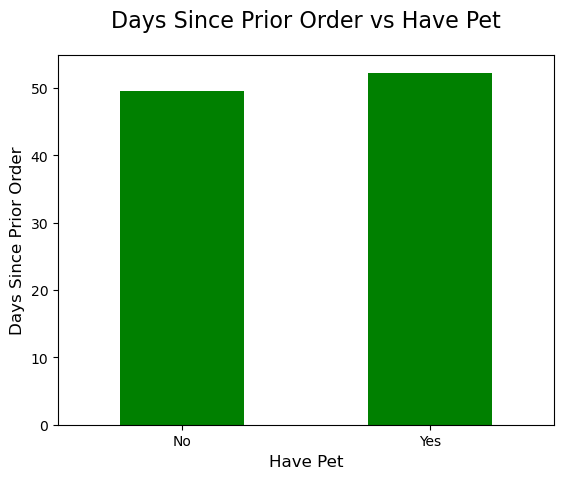 Days Since Prior Order vs Have Pet
50
40
30
20
10
0
Days Since Prior Order
No
Yes
Have Pet